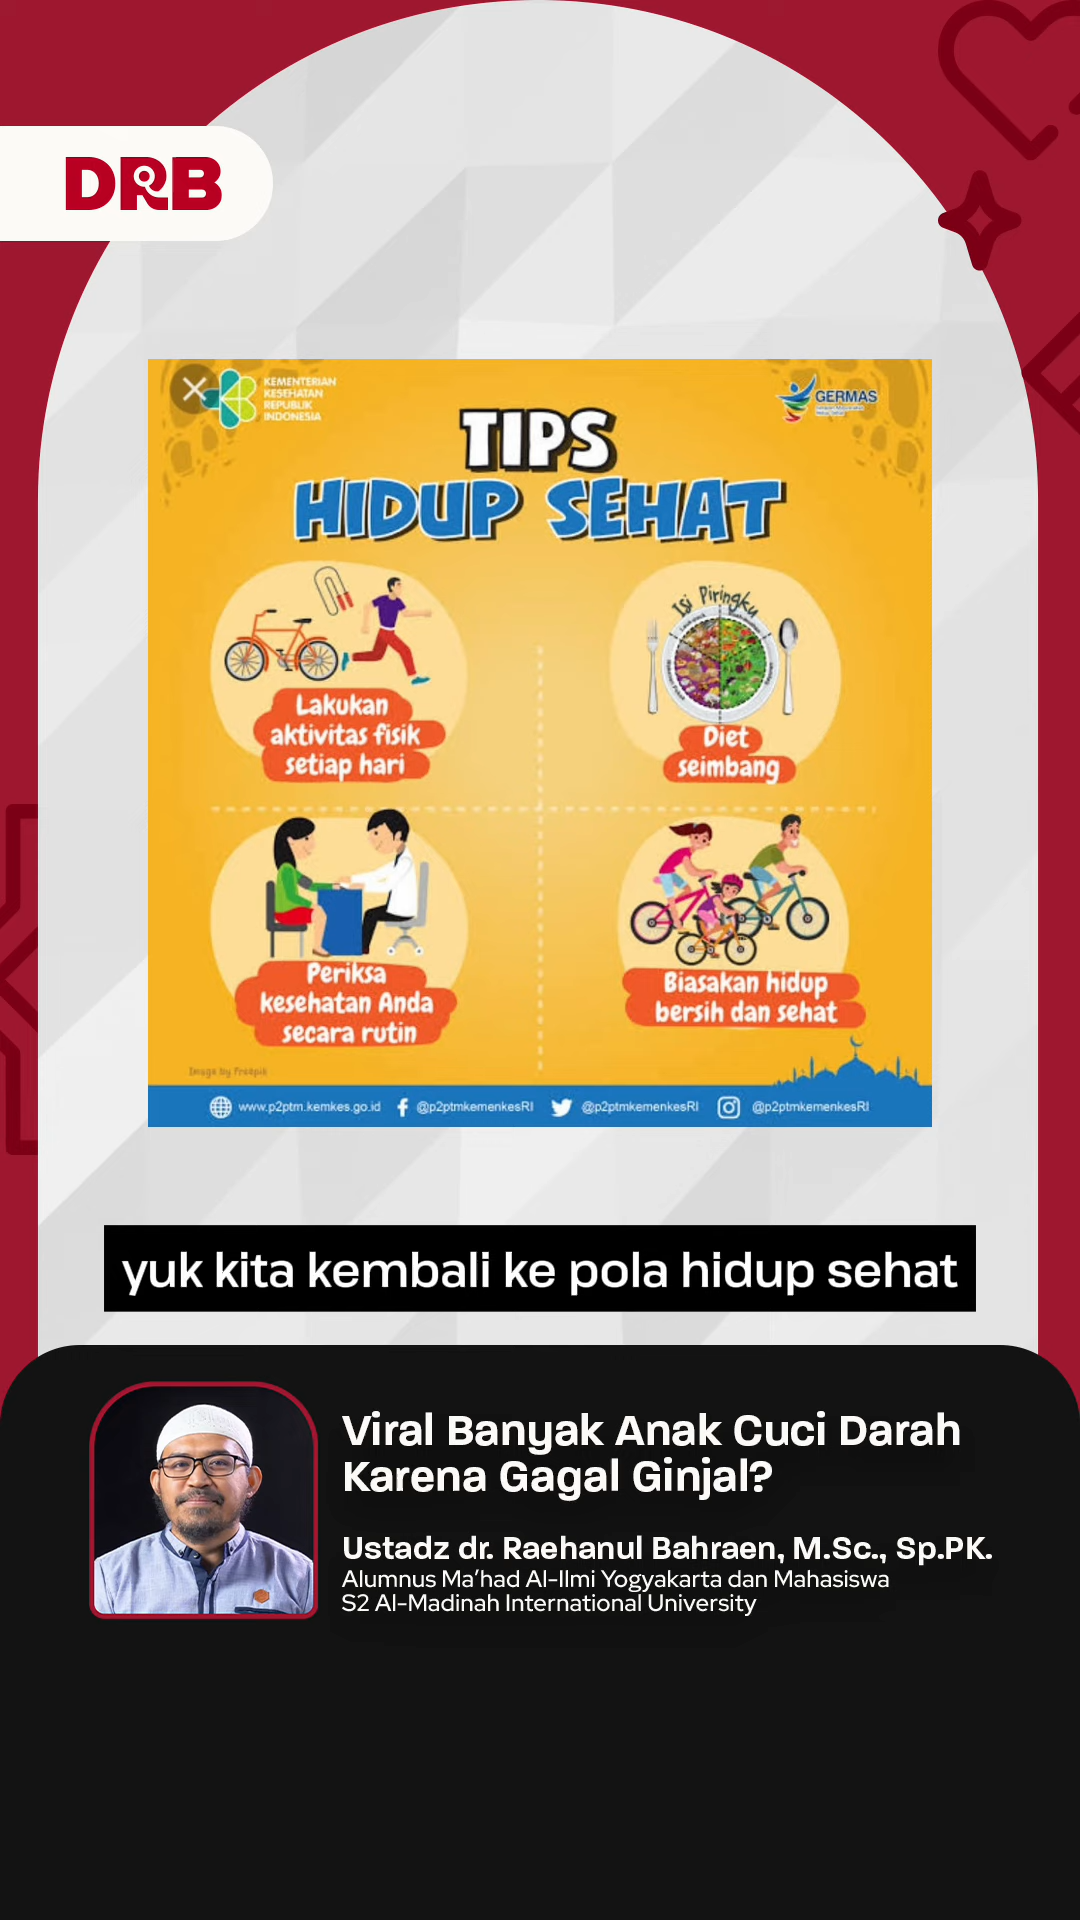 DRB
KEMENTERIAN
KESEHATAN
REPUBLIK
INDONESIA
GERMAS
TIPS
HIDUP SEHAT
Lakukan
aktivitas fisik
setiap hari
Isi Piringku
Diet
seimbang
Periksa
kesehatan Anda
secara rutin
Biasakan hidup
bersih dan sehat
Image by Freepik
www.p2ptm.kemkes.go.id @p2ptmkemenkesRI @p2ptmkemenkesRI @p2ptmkemenkesRI
yuk kita kembali ke pola hidup sehat
Viral Banyak Anak Cuci Darah
Karena Gagal Ginjal?
Ustadz dr. Raehanul Bahraen, M.Sc., Sp.PK.
Alumnus Ma'had Al-Ilmi Yogyakarta dan Mahasiswa
S2 Al-Madinah International University